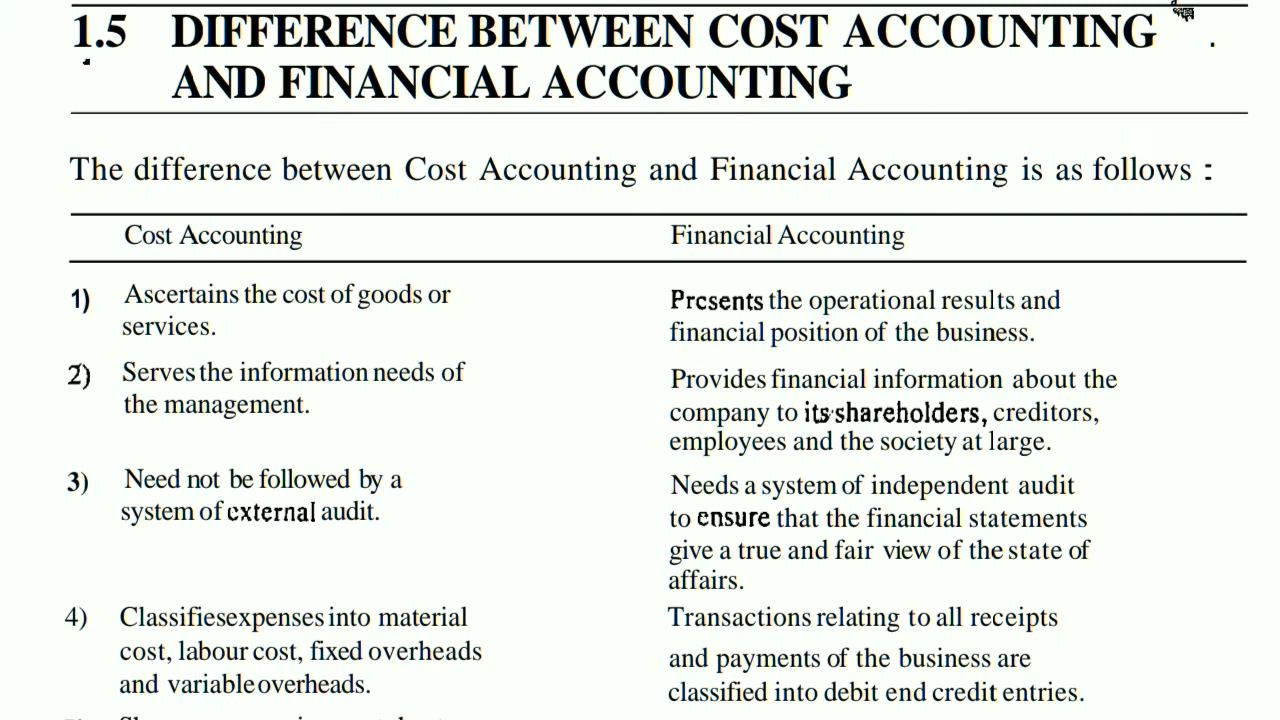 1.5 DIFFERENCE BETWEEN COST ACCOUNTING
AND FINANCIAL ACCOUNTING
The difference between Cost Accounting and Financial Accounting is as follows :
Cost Accounting
Financial Accounting
1) Ascertains the cost of goods or
services.
Presents the operational results and
financial position of the business.
2) Serves the information needs of
the management.
Provides financial information about the
company to its shareholders, creditors,
employees and the society at large.
3) Need not be followed by a
system of external audit.
Needs a system of independent audit
to ensure that the financial statements
give a true and fair view of the state of
affairs.
4) Classifies expenses into material
cost, labour cost, fixed overheads
and variable overheads.
Transactions relating to all receipts
and payments of the business are
classified into debit end credit entries.